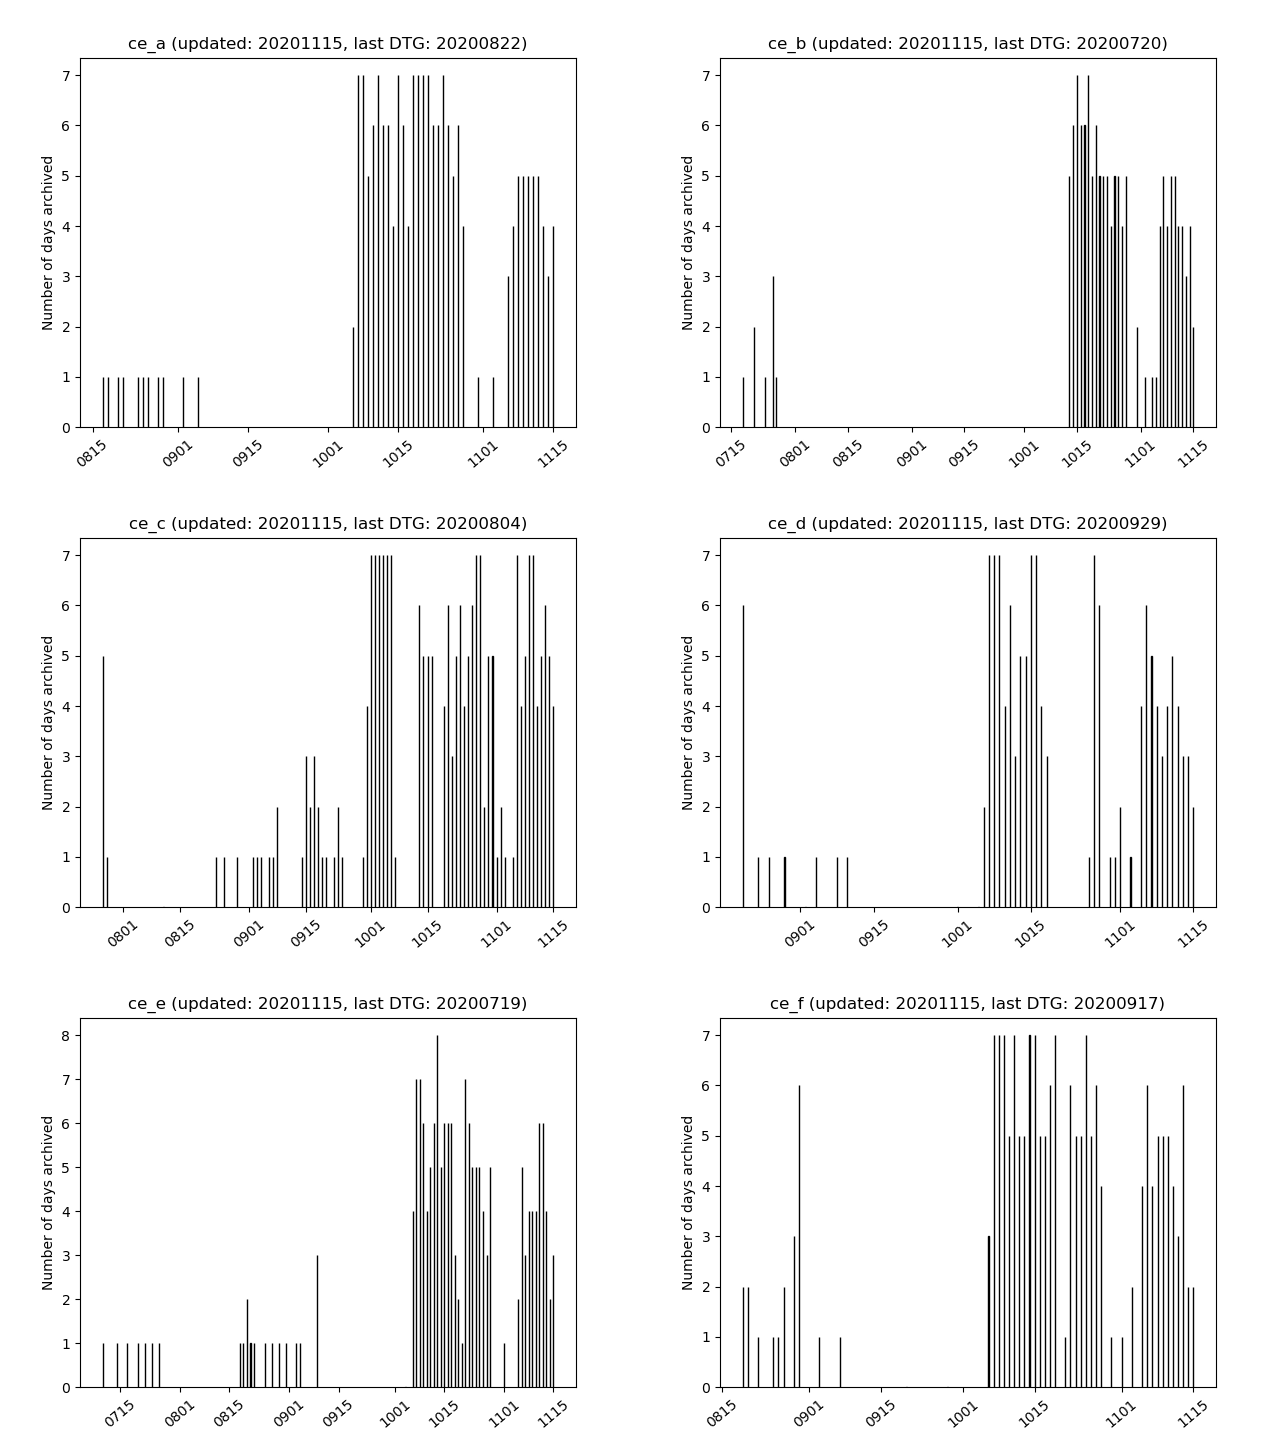 ce_a (updated: 20201115, last DTG: 20200822)
Number of days archived
7
6
5
4
3
2
1
0
0815 0901 0915 1001 1015 1101 1115
ce_b (updated: 20201115, last DTG: 20200720)
Number of days archived
7
6
5
4
3
2
1
0
0715 0801 0815 0901 0915 1001 1015 1101 1115
ce_c (updated: 20201115, last DTG: 20200804)
Number of days archived
7
6
5
4
3
2
1
0
0801 0815 0901 0915 1001 1015 1101 1115
ce_d (updated: 20201115, last DTG: 20200929)
Number of days archived
7
6
5
4
3
2
1
0
0901 0915 1001 1015 1101 1115
ce_e (updated: 20201115, last DTG: 20200719)
Number of days archived
8
7
6
5
4
3
2
1
0
0715 0801 0815 0901 0915 1001 1015 1101 1115
ce_f (updated: 20201115, last DTG: 20200917)
Number of days archived
7
6
5
4
3
2
1
0
0815 0901 0915 1001 1015 1101 1115